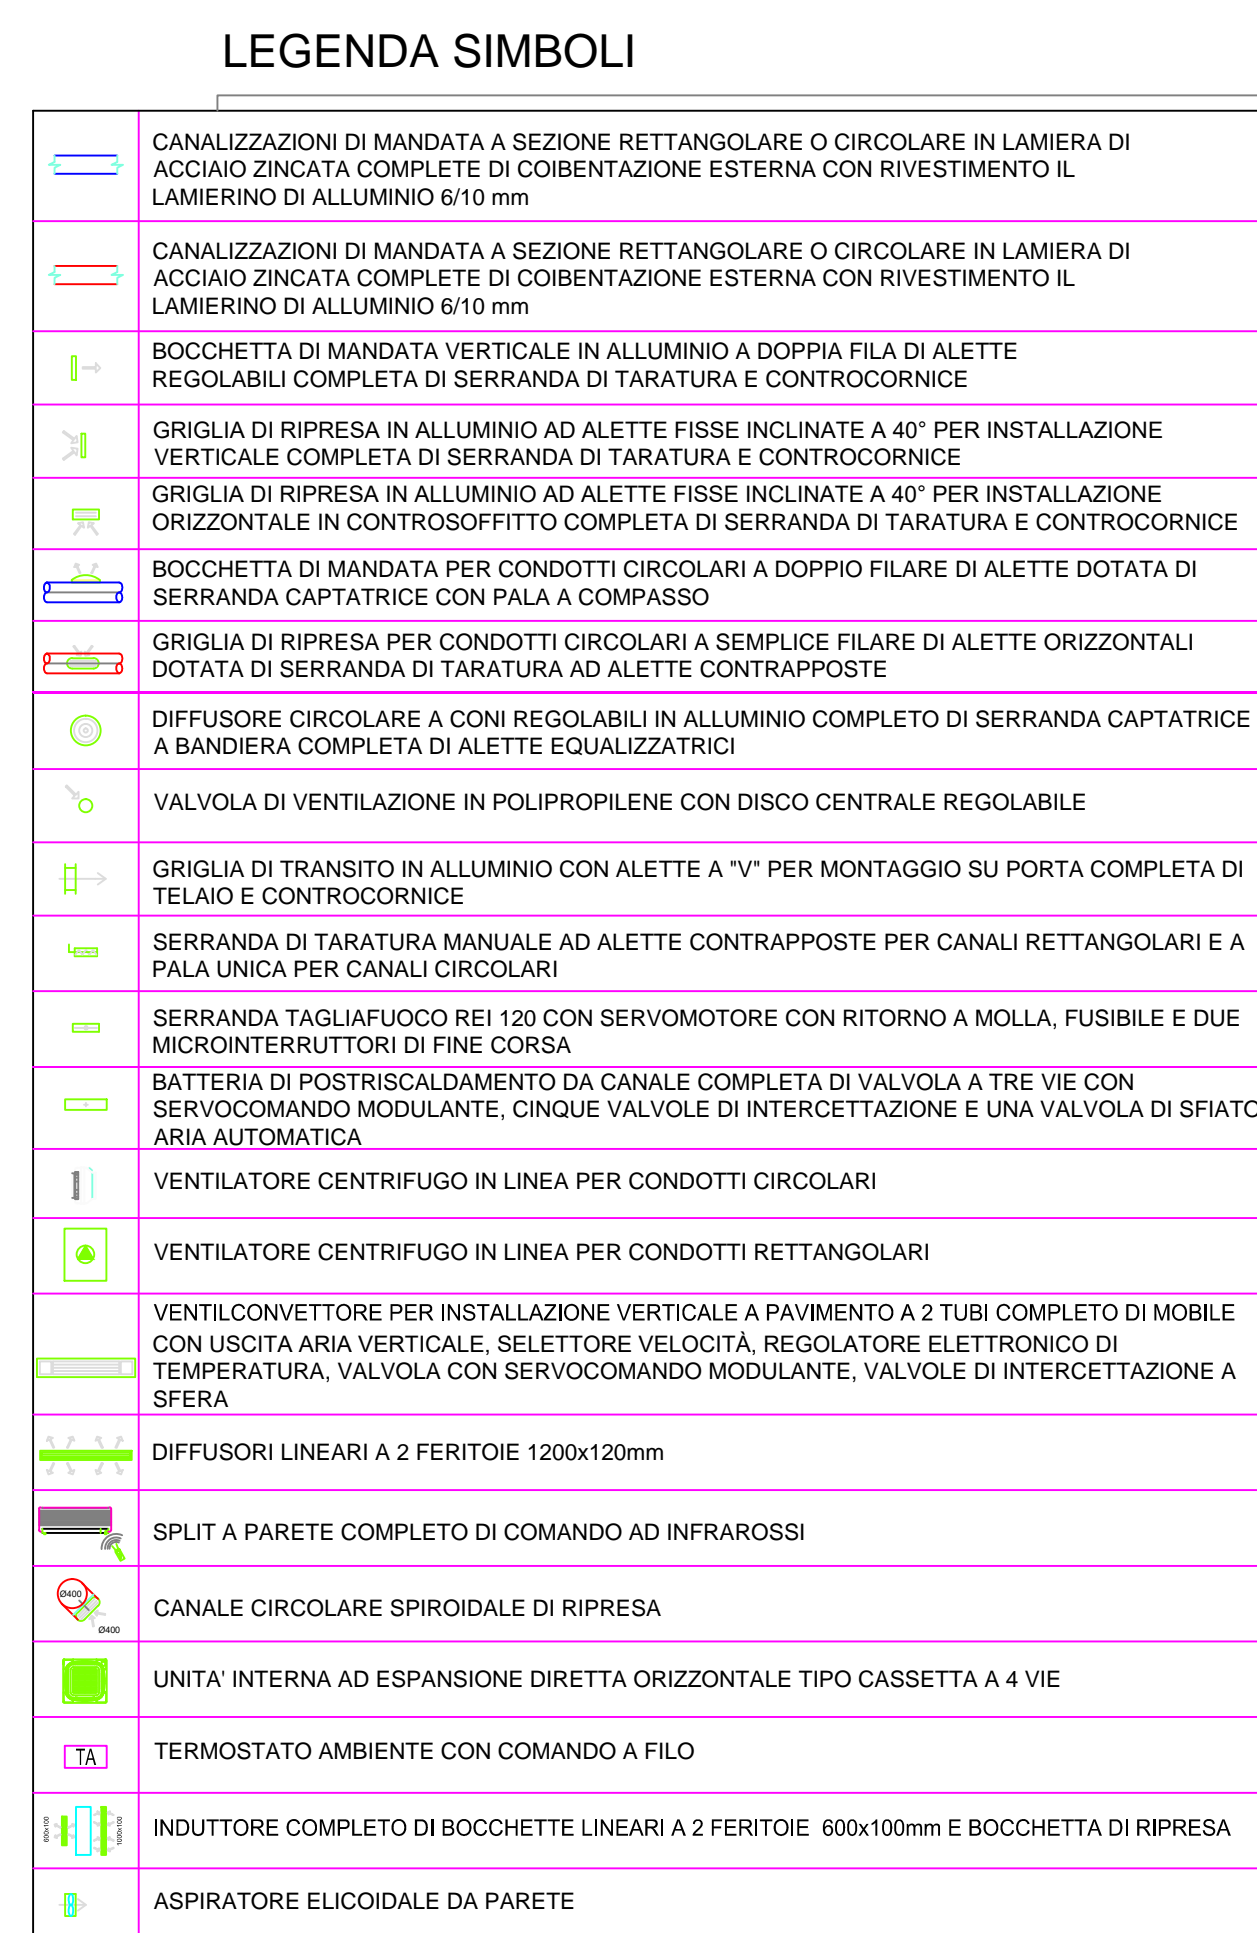 LEGENDA SIMBOLI
CANALIZZAZIONI DI MANDATA A SEZIONE RETTANGOLARE O CIRCOLARE IN LAMIERA DI
ACCIAIO ZINCATA COMPLETE DI COIBENTAZIONE ESTERNA CON RIVESTIMENTO IL
LAMIERINO DI ALLUMINIO 6/10 mm
CANALIZZAZIONI DI MANDATA A SEZIONE RETTANGOLARE O CIRCOLARE IN LAMIERA DI
ACCIAIO ZINCATA COMPLETE DI COIBENTAZIONE ESTERNA CON RIVESTIMENTO IL
LAMIERINO DI ALLUMINIO 6/10 mm
BOCCHETTA DI MANDATA VERTICALE IN ALLUMINIO A DOPPIA FILA DI ALETTE
REGOLABILI COMPLETA DI SERRANDA DI TARATURA E CONTROCORNICE
GRIGLIA DI RIPRESA IN ALLUMINIO AD ALETTE FISSE INCLINATE A 40° PER INSTALLAZIONE
VERTICALE COMPLETA DI SERRANDA DI TARATURA E CONTROCORNICE
GRIGLIA DI RIPRESA IN ALLUMINIO AD ALETTE FISSE INCLINATE A 40° PER INSTALLAZIONE
ORIZZONTALE IN CONTROSOFFITTO COMPLETA DI SERRANDA DI TARATURA E CONTROCORNICE
BOCCHETTA DI MANDATA PER CONDOTTI CIRCOLARI A DOPPIO FILARE DI ALETTE DOTATA DI
SERRANDA CAPTATRICE CON PALA A COMPASSO
GRIGLIA DI RIPRESA PER CONDOTTI CIRCOLARI A SEMPLICE FILARE DI ALETTE ORIZZONTALI
DOTATA DI SERRANDA DI TARATURA AD ALETTE CONTRAPPOSTE
DIFFUSORE CIRCOLARE A CONI REGOLABILI IN ALLUMINIO COMPLETO DI SERRANDA CAPTATRICE
A BANDIERA COMPLETA DI ALETTE EQUALIZZATRICI
VALVOLA DI VENTILAZIONE IN POLIPROPILENE CON DISCO CENTRALE REGOLABILE
GRIGLIA DI TRANSITO IN ALLUMINIO CON ALETTE A "V" PER MONTAGGIO SU PORTA COMPLETA DI
TELAIO E CONTROCORNICE
SERRANDA DI TARATURA MANUALE AD ALETTE CONTRAPPOSTE PER CANALI RETTANGOLARI E A
PALA UNICA PER CANALI CIRCOLARI
SERRANDA TAGLIAFUOCO REI 120 CON SERVOMOTORE CON RITORNO A MOLLA, FUSIBILE E DUE
MICROINTERRUTTORI DI FINE CORSA
BATTERIA DI POSTRISCALDAMENTO DA CANALE COMPLETA DI VALVOLA A TRE VIE CON
SERVOCOMANDO MODULANTE, CINQUE VALVOLE DI INTERCETTAZIONE E UNA VALVOLA DI SFIATO
ARIA AUTOMATICA
VENTILATORE CENTRIFUGO IN LINEA PER CONDOTTI CIRCOLARI
VENTILATORE CENTRIFUGO IN LINEA PER CONDOTTI RETTANGOLARI
VENTILCONVETTORE PER INSTALLAZIONE VERTICALE A PAVIMENTO A 2 TUBI COMPLETO DI MOBILE
CON USCITA ARIA VERTICALE, SELETTORE VELOCITÀ, REGOLATORE ELETTRONICO DI
TEMPERATURA, VALVOLA CON SERVOCOMANDO MODULANTE, VALVOLE DI INTERCETTAZIONE A
SFERA
DIFFUSORI LINEARI A 2 FERITOIE 1200x120mm
SPLIT A PARETE COMPLETO DI COMANDO AD INFRAROSSI
Ø400
Ø400
CANALE CIRCOLARE SPIROIDALE DI RIPRESA
UNITA' INTERNA AD ESPANSIONE DIRETTA ORIZZONTALE TIPO CASSETTA A 4 VIE
TA
TERMOSTATO AMBIENTE CON COMANDO A FILO
600x100
1000x100
INDUTTORE COMPLETO DI BOCCHETTE LINEARI A 2 FERITOIE 600x100mm E BOCCHETTA DI RIPRESA
ASPIRATORE ELICOIDALE DA PARETE